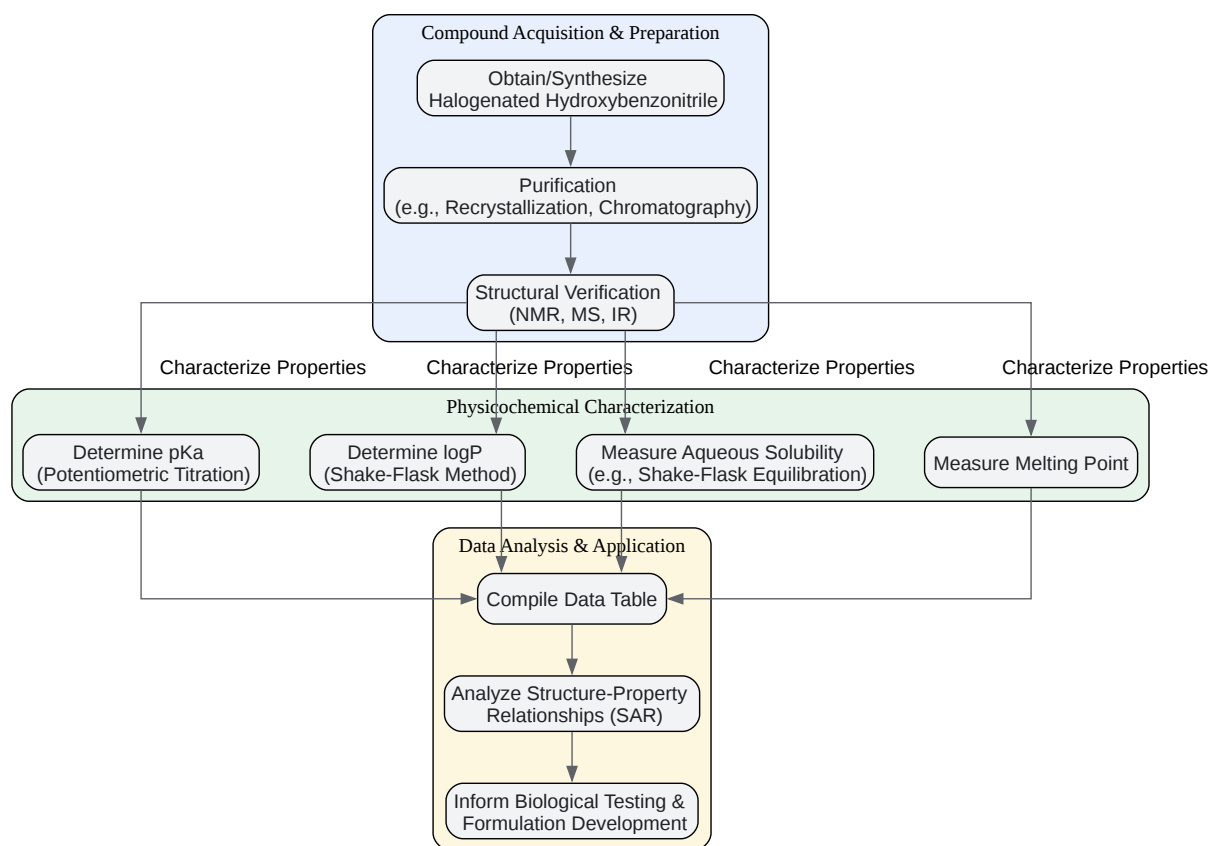 Compound Acquisition & Preparation
Obtain/Synthesize
Halogenated Hydroxybenzonitrile
Purification
(e.g., Recrystallization, Chromatography)
Structural Verification
(NMR, MS, IR)
Characterize Properties
Characterize Properties
Characterize Properties
Characterize Properties
Physicochemical Characterization
Determine pKa
(Potentiometric Titration)
Determine logP
(Shake-Flask Method)
Measure Aqueous Solubility
(e.g., Shake-Flask Equilibration)
Measure Melting Point
Data Analysis & Application
Compile Data Table
Analyze Structure-Property
Relationships (SAR)
Inform Biological Testing &
Formulation Development